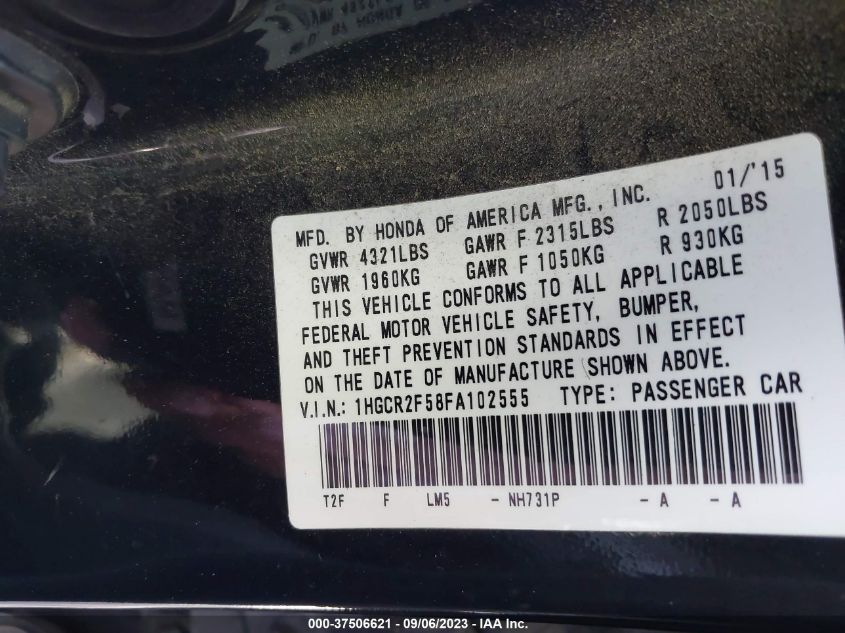 MFD. BY HONDA OF AMERICA MFG., INC. 01/'15
GVWR 4321LBS GAWR F 2315LBS R 2050LBS
GVWR 1960KG GAWR F 1050KG R 930KG
THIS VEHICLE CONFORMS TO ALL APPLICABLE
FEDERAL MOTOR VEHICLE SAFETY, BUMPER,
AND THEFT PREVENTION STANDARDS IN EFFECT
ON THE DATE OF MANUFACTURE SHOWN ABOVE.
V.I.N.: 1HGCR2F58FA102555 TYPE: PASSENGER CAR
T2F F LM5 - NH731P - A - A
000-37506621 - 09/06/2023 - IAA Inc.